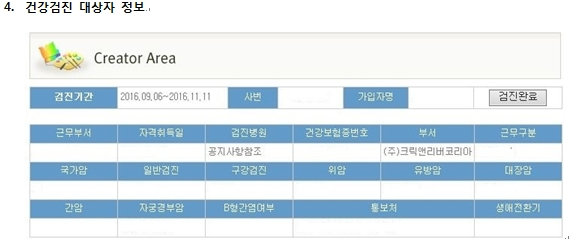 4. 건강검진 대상자 정보
Creator Area
검진기간 2016.09.06~2016.11.11 사번 가입자명 검진완료
근무부서 자격취득일 검진병원 건강보험증번호 부서 근무구분
공지사항참조 (주)크릭앤리버코리아
국가암 일반검진 구강검진 위암 유방암 대장암
간암 자궁경부암 B형간염여부 통보처 생애전환기